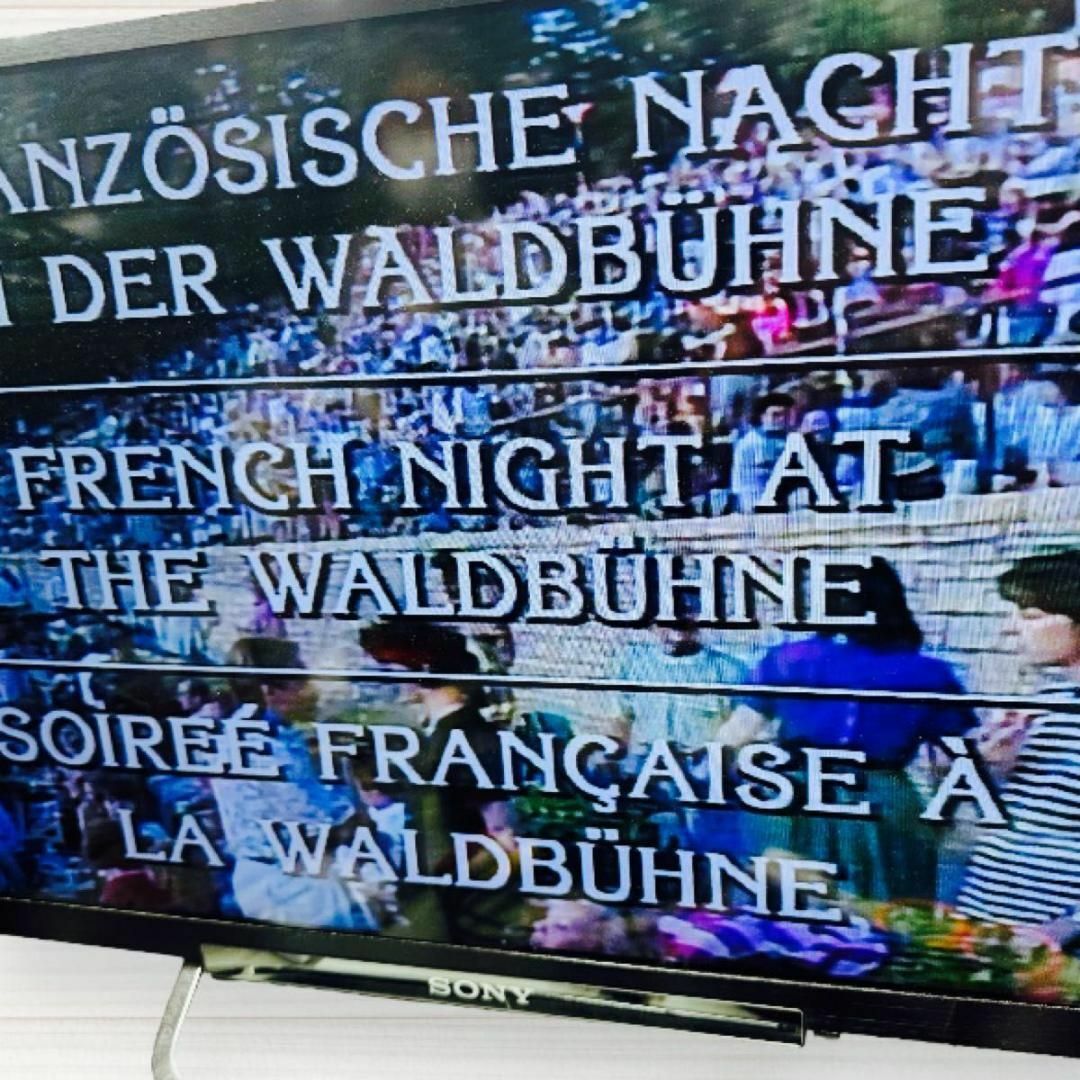 ANZÖSISCHE NACHT
DER WALDBÜHNE
FRENCH NIGHT AT
THE WALDBÜHNE
SOIREÉ FRANÇAISE À
LA WALDBÜHNE
SONY